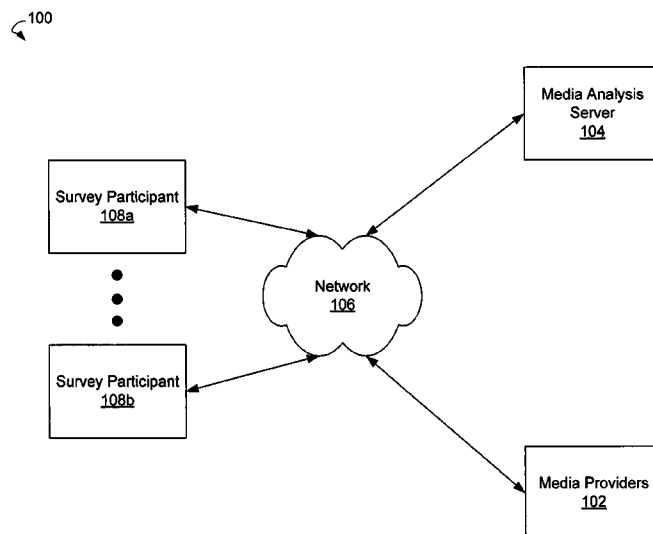 100
Media Analysis
Server
104
Survey Participant
108a
Network
106
Survey Participant
108b
Media Providers
102